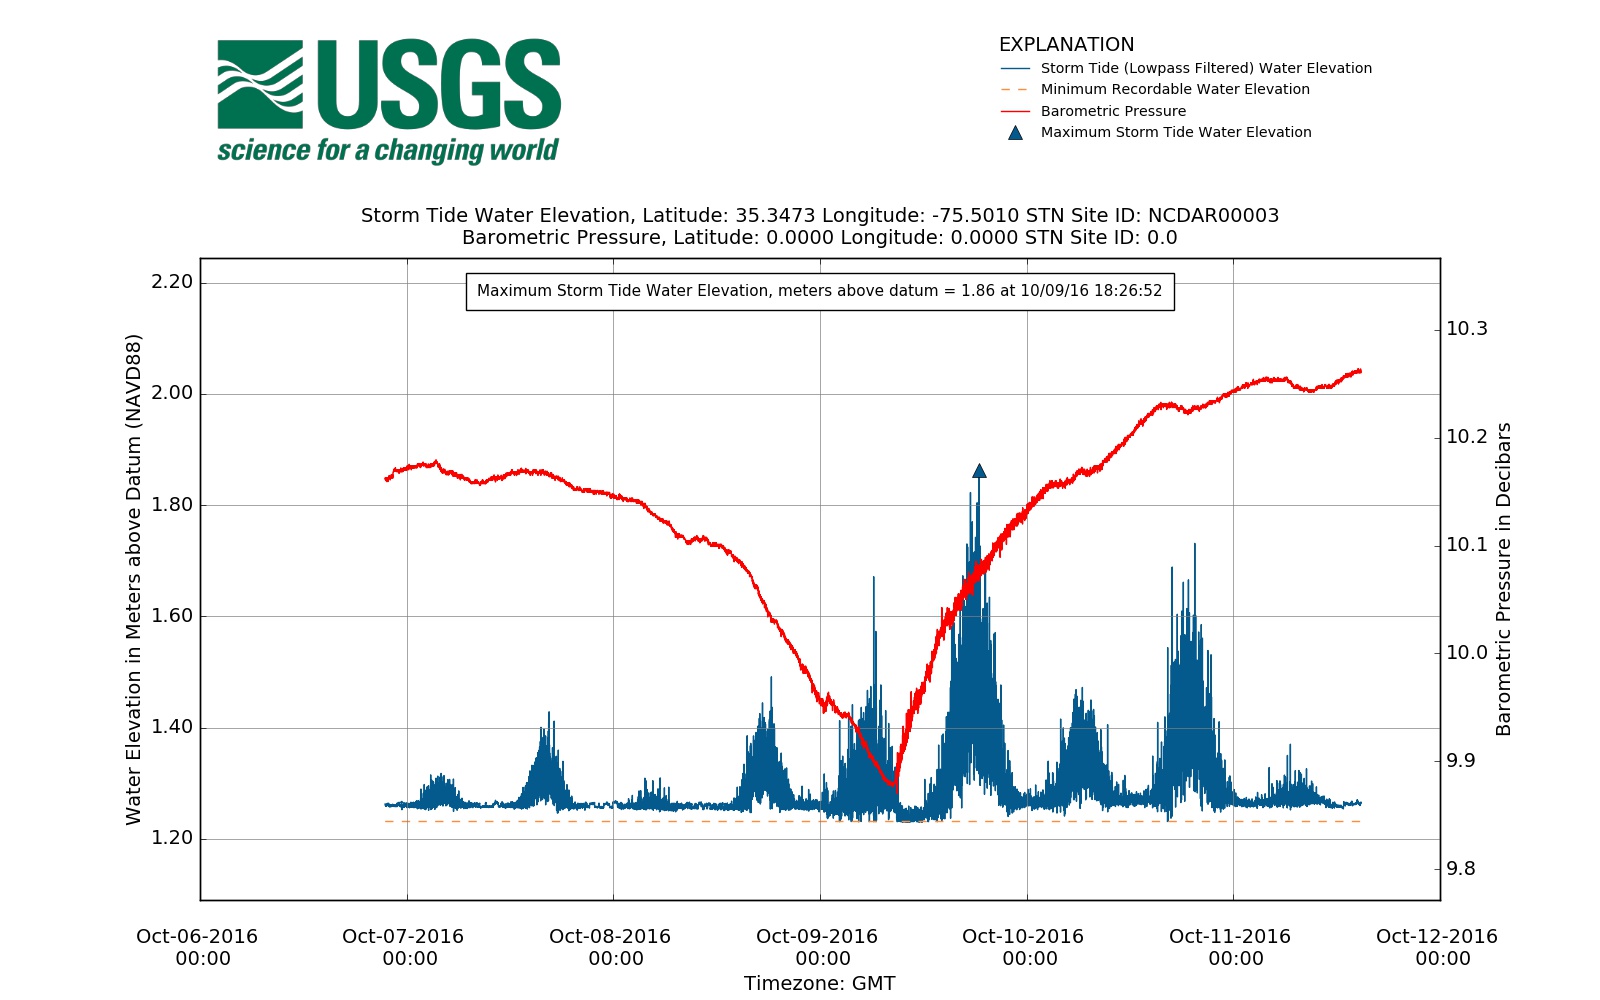 USGS
science for a changing world
EXPLANATION
Storm Tide (Lowpass Filtered) Water Elevation
Minimum Recordable Water Elevation
Barometric Pressure
Maximum Storm Tide Water Elevation
Storm Tide Water Elevation, Latitude: 35.3473 Longitude: -75.5010 STN Site ID: NCDAR00003
Barometric Pressure, Latitude: 0.0000 Longitude: 0.0000 STN Site ID: 0.0
Maximum Storm Tide Water Elevation, meters above datum = 1.86 at 10/09/16 18:26:52
Water Elevation in Meters above Datum (NAVD88)
2.20
2.00
1.80
1.60
1.40
1.20
10.3
10.2
10.1
10.0
9.9
9.8
Barometric Pressure in Decibars
Oct-06-2016 Oct-07-2016 Oct-08-2016 Oct-09-2016 Oct-10-2016 Oct-11-2016 Oct-12-2016
00:00 00:00 00:00 00:00 00:00 00:00 00:00
Timezone: GMT